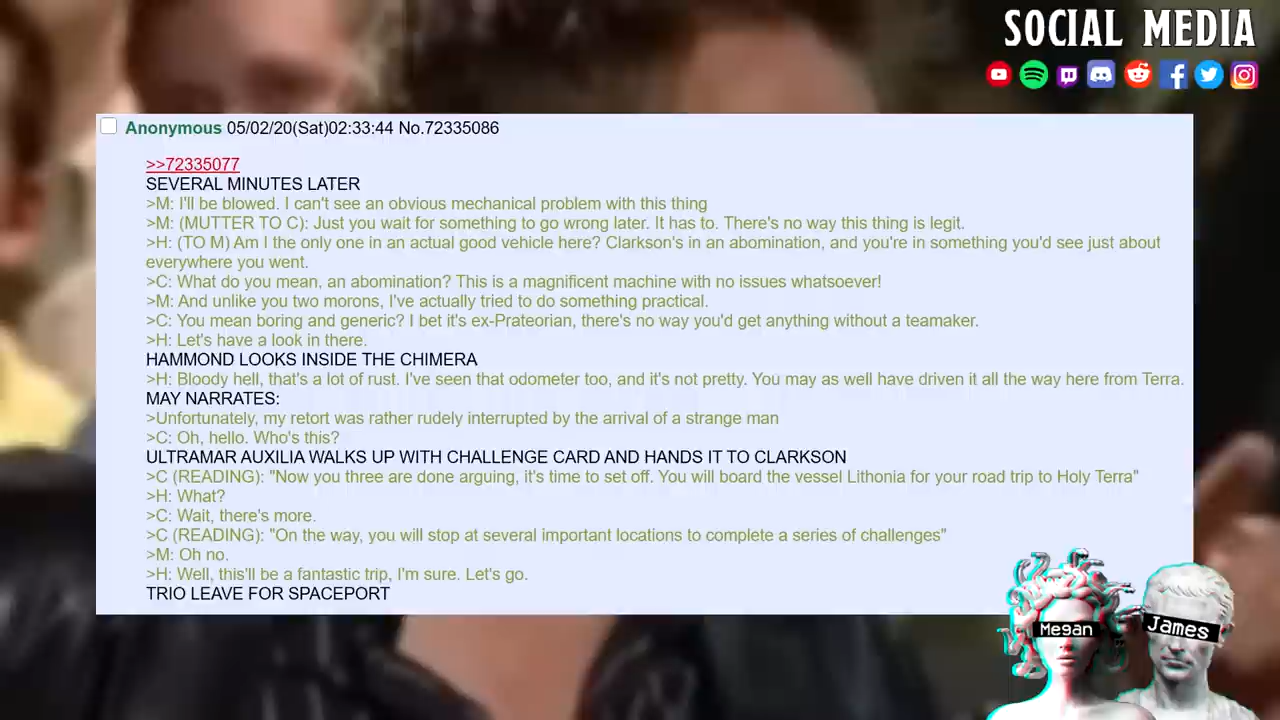 SOCIAL MEDIA
Anonymous 05/02/20(Sat)02:33:44 No.72335086
>>72335077
SEVERAL MINUTES LATER
>M: I'll be blowed. I can't see an obvious mechanical problem with this thing
>M: (MUTTER TO C): Just you wait for something to go wrong later. It has to. There's no way this thing is legit.
>H: (TO M) Am I the only one in an actual good vehicle here? Clarkson's in an abomination, and you're in something you'd see just about
everywhere you went.
>C: What do you mean, an abomination? This is a magnificent machine with no issues whatsoever!
>M: And unlike you two morons, I've actually tried to do something practical.
>C: You mean boring and generic? I bet it's ex-Prateorian, there's no way you'd get anything without a teamaker.
>H: Let's have a look in there.
HAMMOND LOOKS INSIDE THE CHIMERA
>H: Bloody hell, that's a lot of rust. I've seen that odometer too, and it's not pretty. You may as well have driven it all the way here from Terra.
MAY NARRATES:
>Unfortunately, my retort was rather rudely interrupted by the arrival of a strange man
>C: Oh, hello. Who's this?
ULTRAMAR AUXILIA WALKS UP WITH CHALLENGE CARD AND HANDS IT TO CLARKSON
>C (READING): "Now you three are done arguing, it's time to set off. You will board the vessel Lithonia for your road trip to Holy Terra"
>H: What?
>C: Wait, there's more.
>C (READING): "On the way, you will stop at several important locations to complete a series of challenges"
>M: Oh no.
>H: Well, this'll be a fantastic trip, I'm sure. Let's go.
TRIO LEAVE FOR SPACEPORT
Megan
James